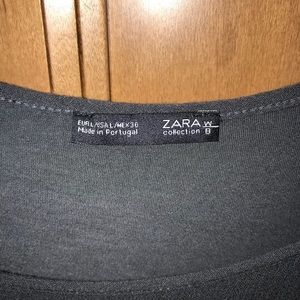 EUR L/USA L/MEX 30
Made in Portugal
ZARA W
collection B